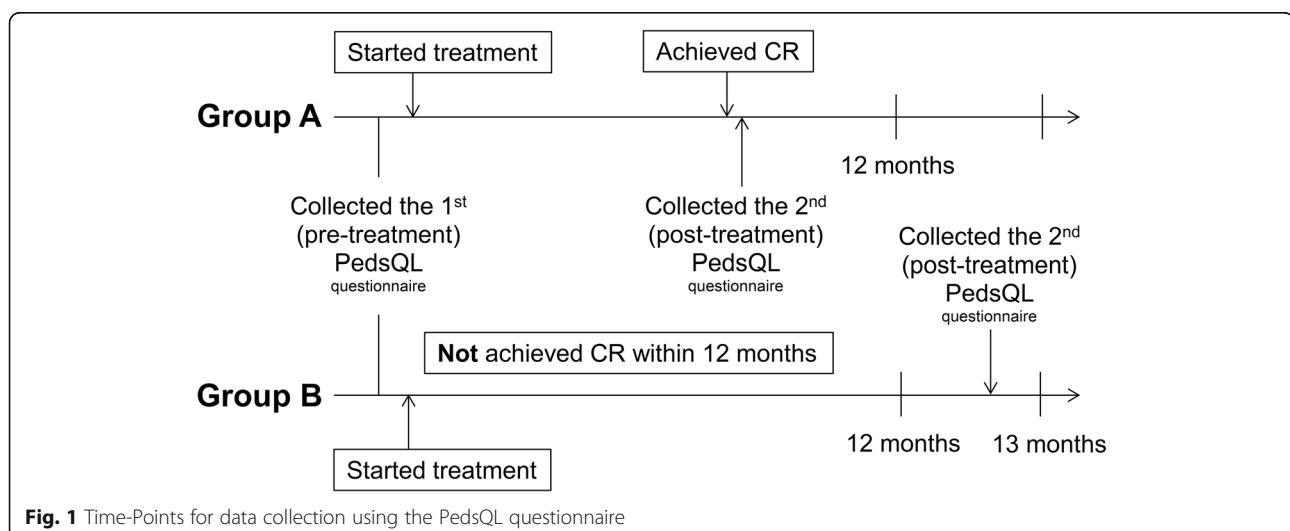 Started treatment
Achieved CR
Group A
12 months
Collected the 1st
(pre-treatment)
PedsQL
questionnaire
Collected the 2nd
(post-treatment)
PedsQL
questionnaire
Collected the 2nd
(post-treatment)
PedsQL
questionnaire
Not achieved CR within 12 months
Group B
12 months
13 months
Started treatment
Fig. 1 Time-Points for data collection using the PedsQL questionnaire